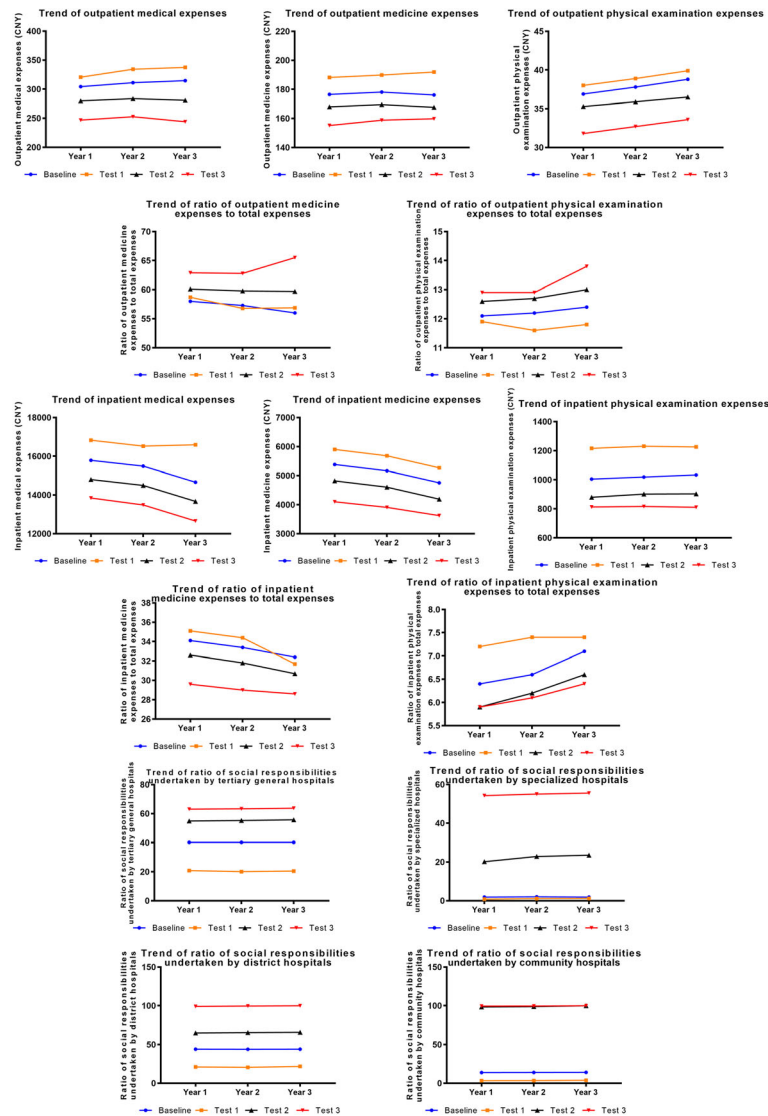 Trend of outpatient medical expenses
Outpatient medical expenses (CNY)
400
350
300
250
200
Year 1 Year 2 Year 3
Baseline Test 1 Test 2 Test 3
Trend of outpatient medicine expenses
Outpatient medicine expenses (CNY)
220
200
180
160
140
Year 1 Year 2 Year 3
Baseline Test 1 Test 2 Test 3
Trend of outpatient physical examination expenses
Outpatient physical
examination expenses (CNY)
45
40
35
30
Year 1 Year 2 Year 3
Baseline Test 1 Test 2 Test 3
Trend of ratio of outpatient medicine
expenses to total expenses
Ratio of outpatient medicine
expenses to total expenses
70
65
60
55
50
Year 1 Year 2 Year 3
Baseline Test 1 Test 2 Test 3
Trend of ratio of outpatient physical examination
expenses to total expenses
Ratio of outpatient physical examination
expenses to total expenses
15
14
13
12
11
Year 1 Year 2 Year 3
Baseline Test 1 Test 2 Test 3
Trend of inpatient medical expenses
Inpatient medical expenses (CNY)
18000
16000
14000
12000
Year 1 Year 2 Year 3
Baseline Test 1 Test 2 Test 3
Trend of inpatient medicine expenses
Inpatient medicine expenses (CNY)
7000
6000
5000
4000
3000
Year 1 Year 2 Year 3
Baseline Test 1 Test 2 Test 3
Trend of inpatient physical examination expenses
Inpatient physical examination expenses (CNY)
1400
1200
1000
800
600
Year 1 Year 2 Year 3
Baseline Test 1 Test 2 Test 3
Trend of ratio of inpatient
medicine expenses to total expenses
Ratio of inpatient medicine
expenses to total expenses
38
36
34
32
30
28
26
Year 1 Year 2 Year 3
Baseline Test 1 Test 2 Test 3
Trend of ratio of inpatient physical examination
expenses to total expenses
Ratio of inpatient physical
examination expenses to total expenses
8.0
7.5
7.0
6.5
6.0
5.5
Year 1 Year 2 Year 3
Baseline Test 1 Test 2 Test 3
Trend of ratio of social responsibilities
undertaken by tertiary general hospitals
Ratio of social responsibilities
undertaken by tertiary general hospitals
80
60
40
20
0
Year 1 Year 2 Year 3
Baseline Test 1 Test 2 Test 3
Trend of ratio of social responsibilities
undertaken by specialized hospitals
Ratio of social responsibilities
undertaken by specialized hospitals
60
40
20
0
Year 1 Year 2 Year 3
Baseline Test 1 Test 2 Test 3
Trend of ratio of social responsibilities
undertaken by district hospitals
Ratio of social responsibilities
undertaken by district hospitals
150
100
50
0
Year 1 Year 2 Year 3
Baseline Test 1 Test 2 Test 3
Trend of ratio of social responsibilities
undertaken by community hospitals
Ratio of social responsibilities
undertaken by community hospitals
150
100
50
0
Year 1 Year 2 Year 3
Baseline Test 1 Test 2 Test 3